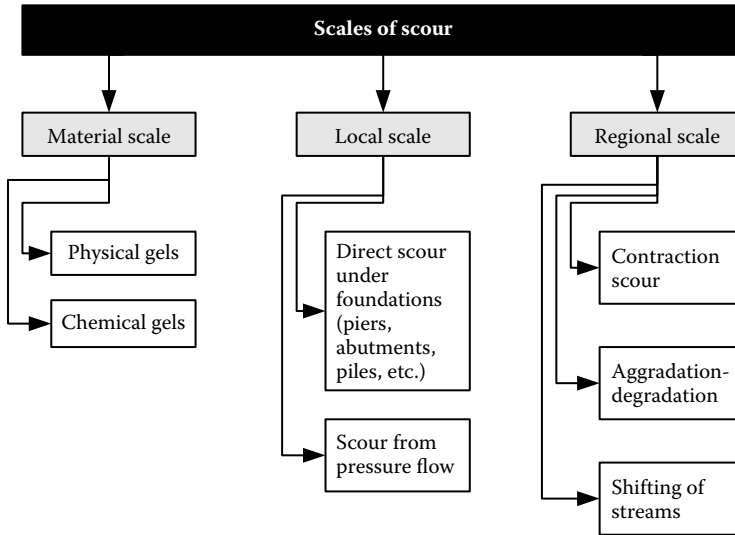 Scales of scour
Material scale
Local scale
Regional scale
Physical gels
Chemical gels
Direct scour
under
foundations
(piers,
abutments,
piles, etc.)
Scour from
pressure flow
Contraction
scour
Aggradation-
degradation
Shifting of
streams